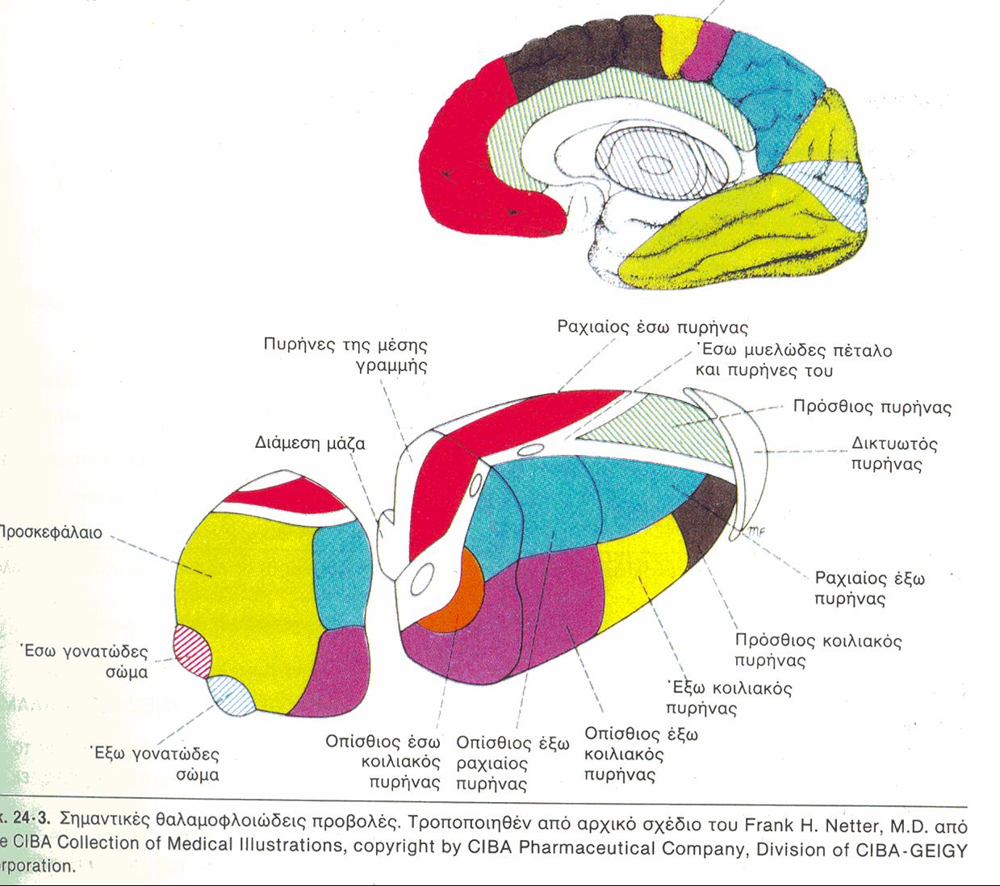 Ραχιαίος έσω πυρήνας
Πυρήνες της μέσης
γραμμής
Έσω μυελώδες πέταλο
και πυρήνες του
Πρόσθιος πυρήνας
Διάμεση μάζα
Δικτυωτός
πυρήνας
Προσκεφάλαιο
MF
Ραχιαίος έξω
πυρήνας
Έσω γονατώδες
σώμα
Πρόσθιος κοιλιακός
πυρήνας
Έξω κοιλιακός
πυρήνας
Έξω γονατώδες
σώμα
Οπίσθιος έσω
κοιλιακός
πυρήνας
Οπίσθιος έξω
ραχιαίος
πυρήνας
Οπίσθιος έξω
κοιλιακός
πυρήνας
κ. 24-3. Σημαντικές θαλαμοφλοιώδεις προβολές. Τροποποιηθέν από αρχικό σχέδιο του Frank H. Netter, M.D. από
e CIBA Collection of Medical Illustrations, copyright by CIBA Pharmaceutical Company, Division of CIBA-GEIGY
orporation.